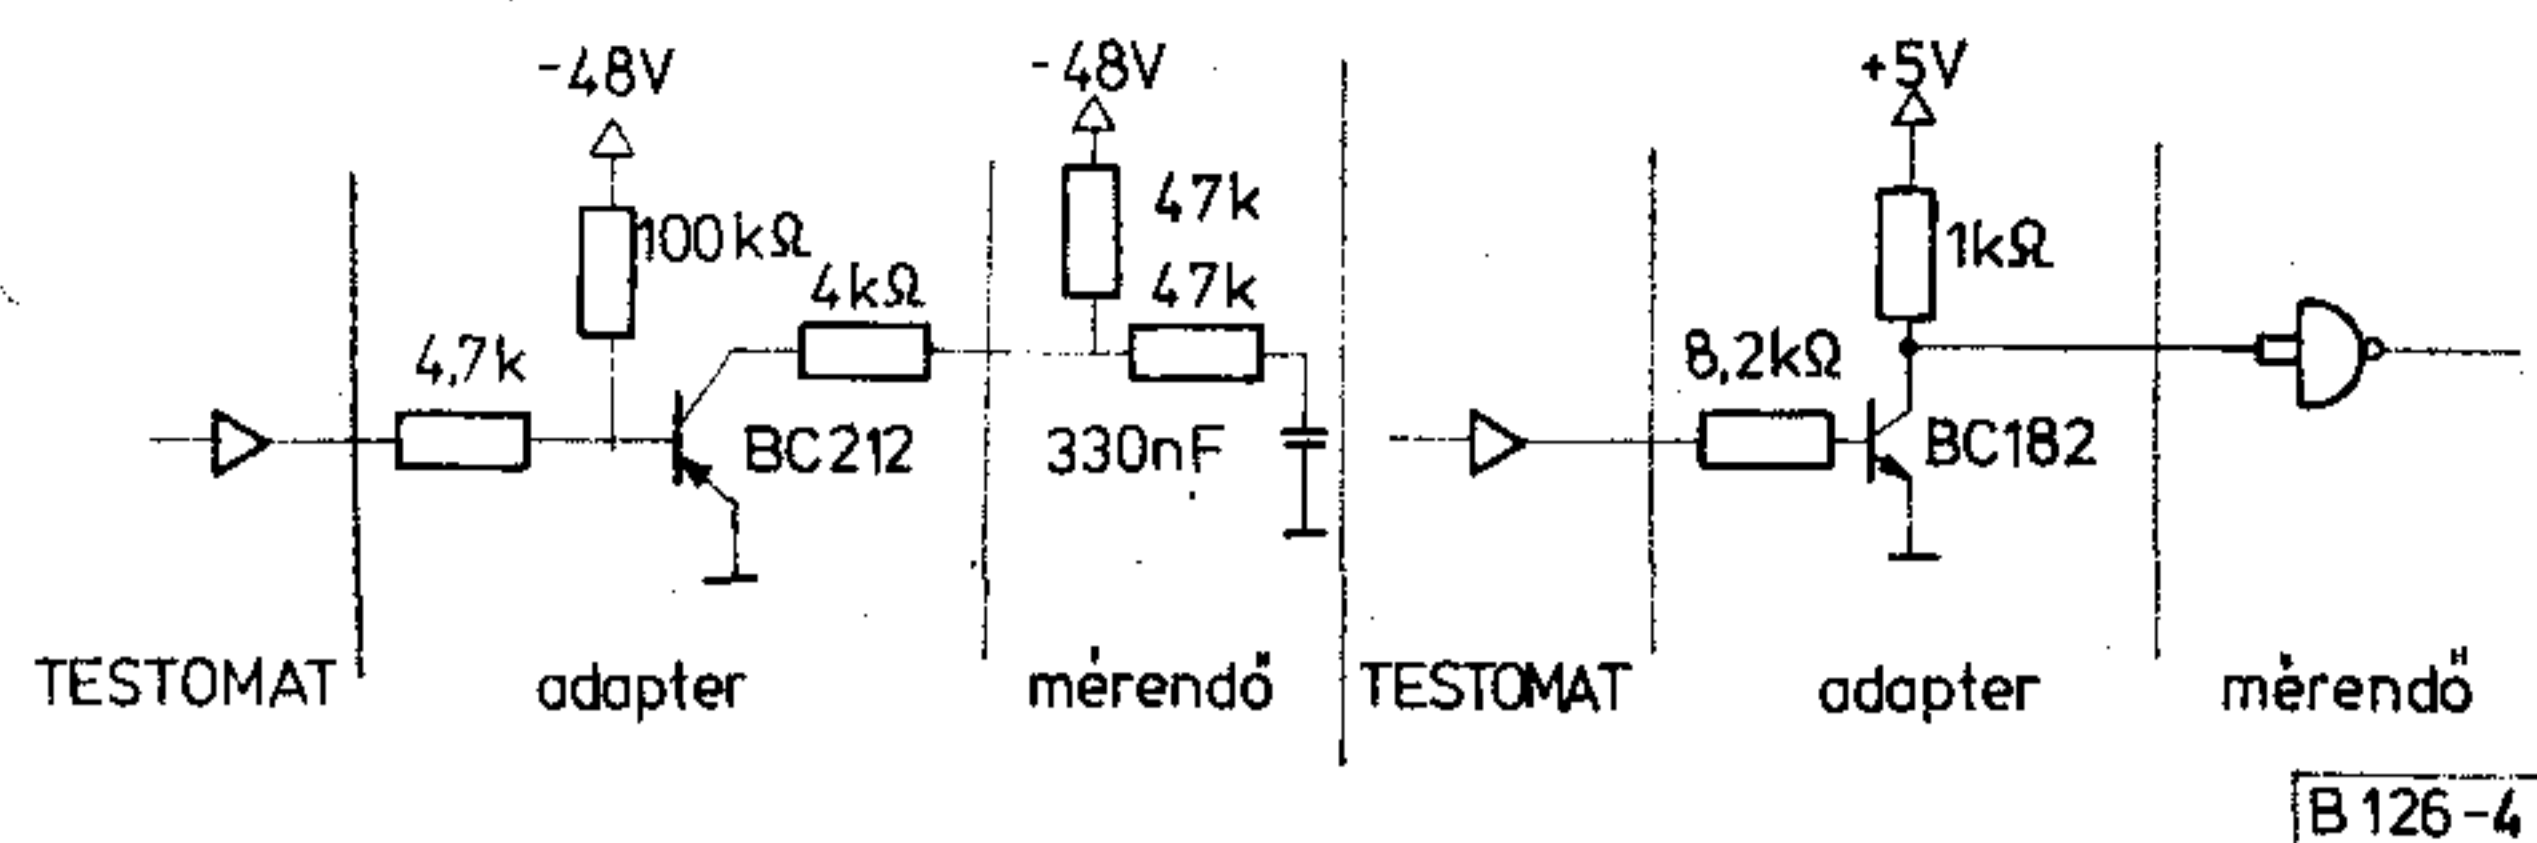 -48V
-48V
+5V
100kΩ
47k
1kΩ
4kΩ
47k
4,7k
8,2kΩ
BC212
330nF
BC182
TESTOMAT
adapter
mérendő
TESTOMAT
adapter
mérendő
B126-4